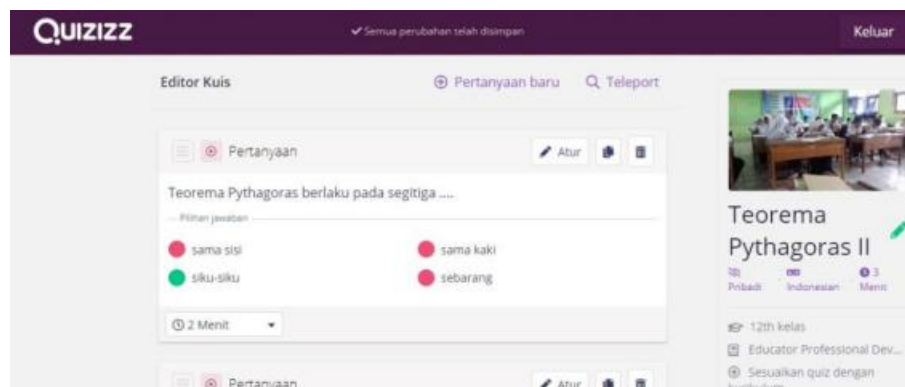 QUIZIZZ
Semua perubahan telah disimpan
Keluar
Editor Kuis
Pertanyaan baru
Teleport
Pertanyaan
Atur
Teorema Pythagoras berlaku pada segitiga ....
Pilihan jawaban
sama sisi
sama kaki
siku-siku
sebarang
2 Menit
Pertanyaan
Atur
Teorema
Pythagoras II
3
Pribadi
Indonesian
Menit
12th kelas
Educator Professional Dev...
Sesuaikan quiz dengan